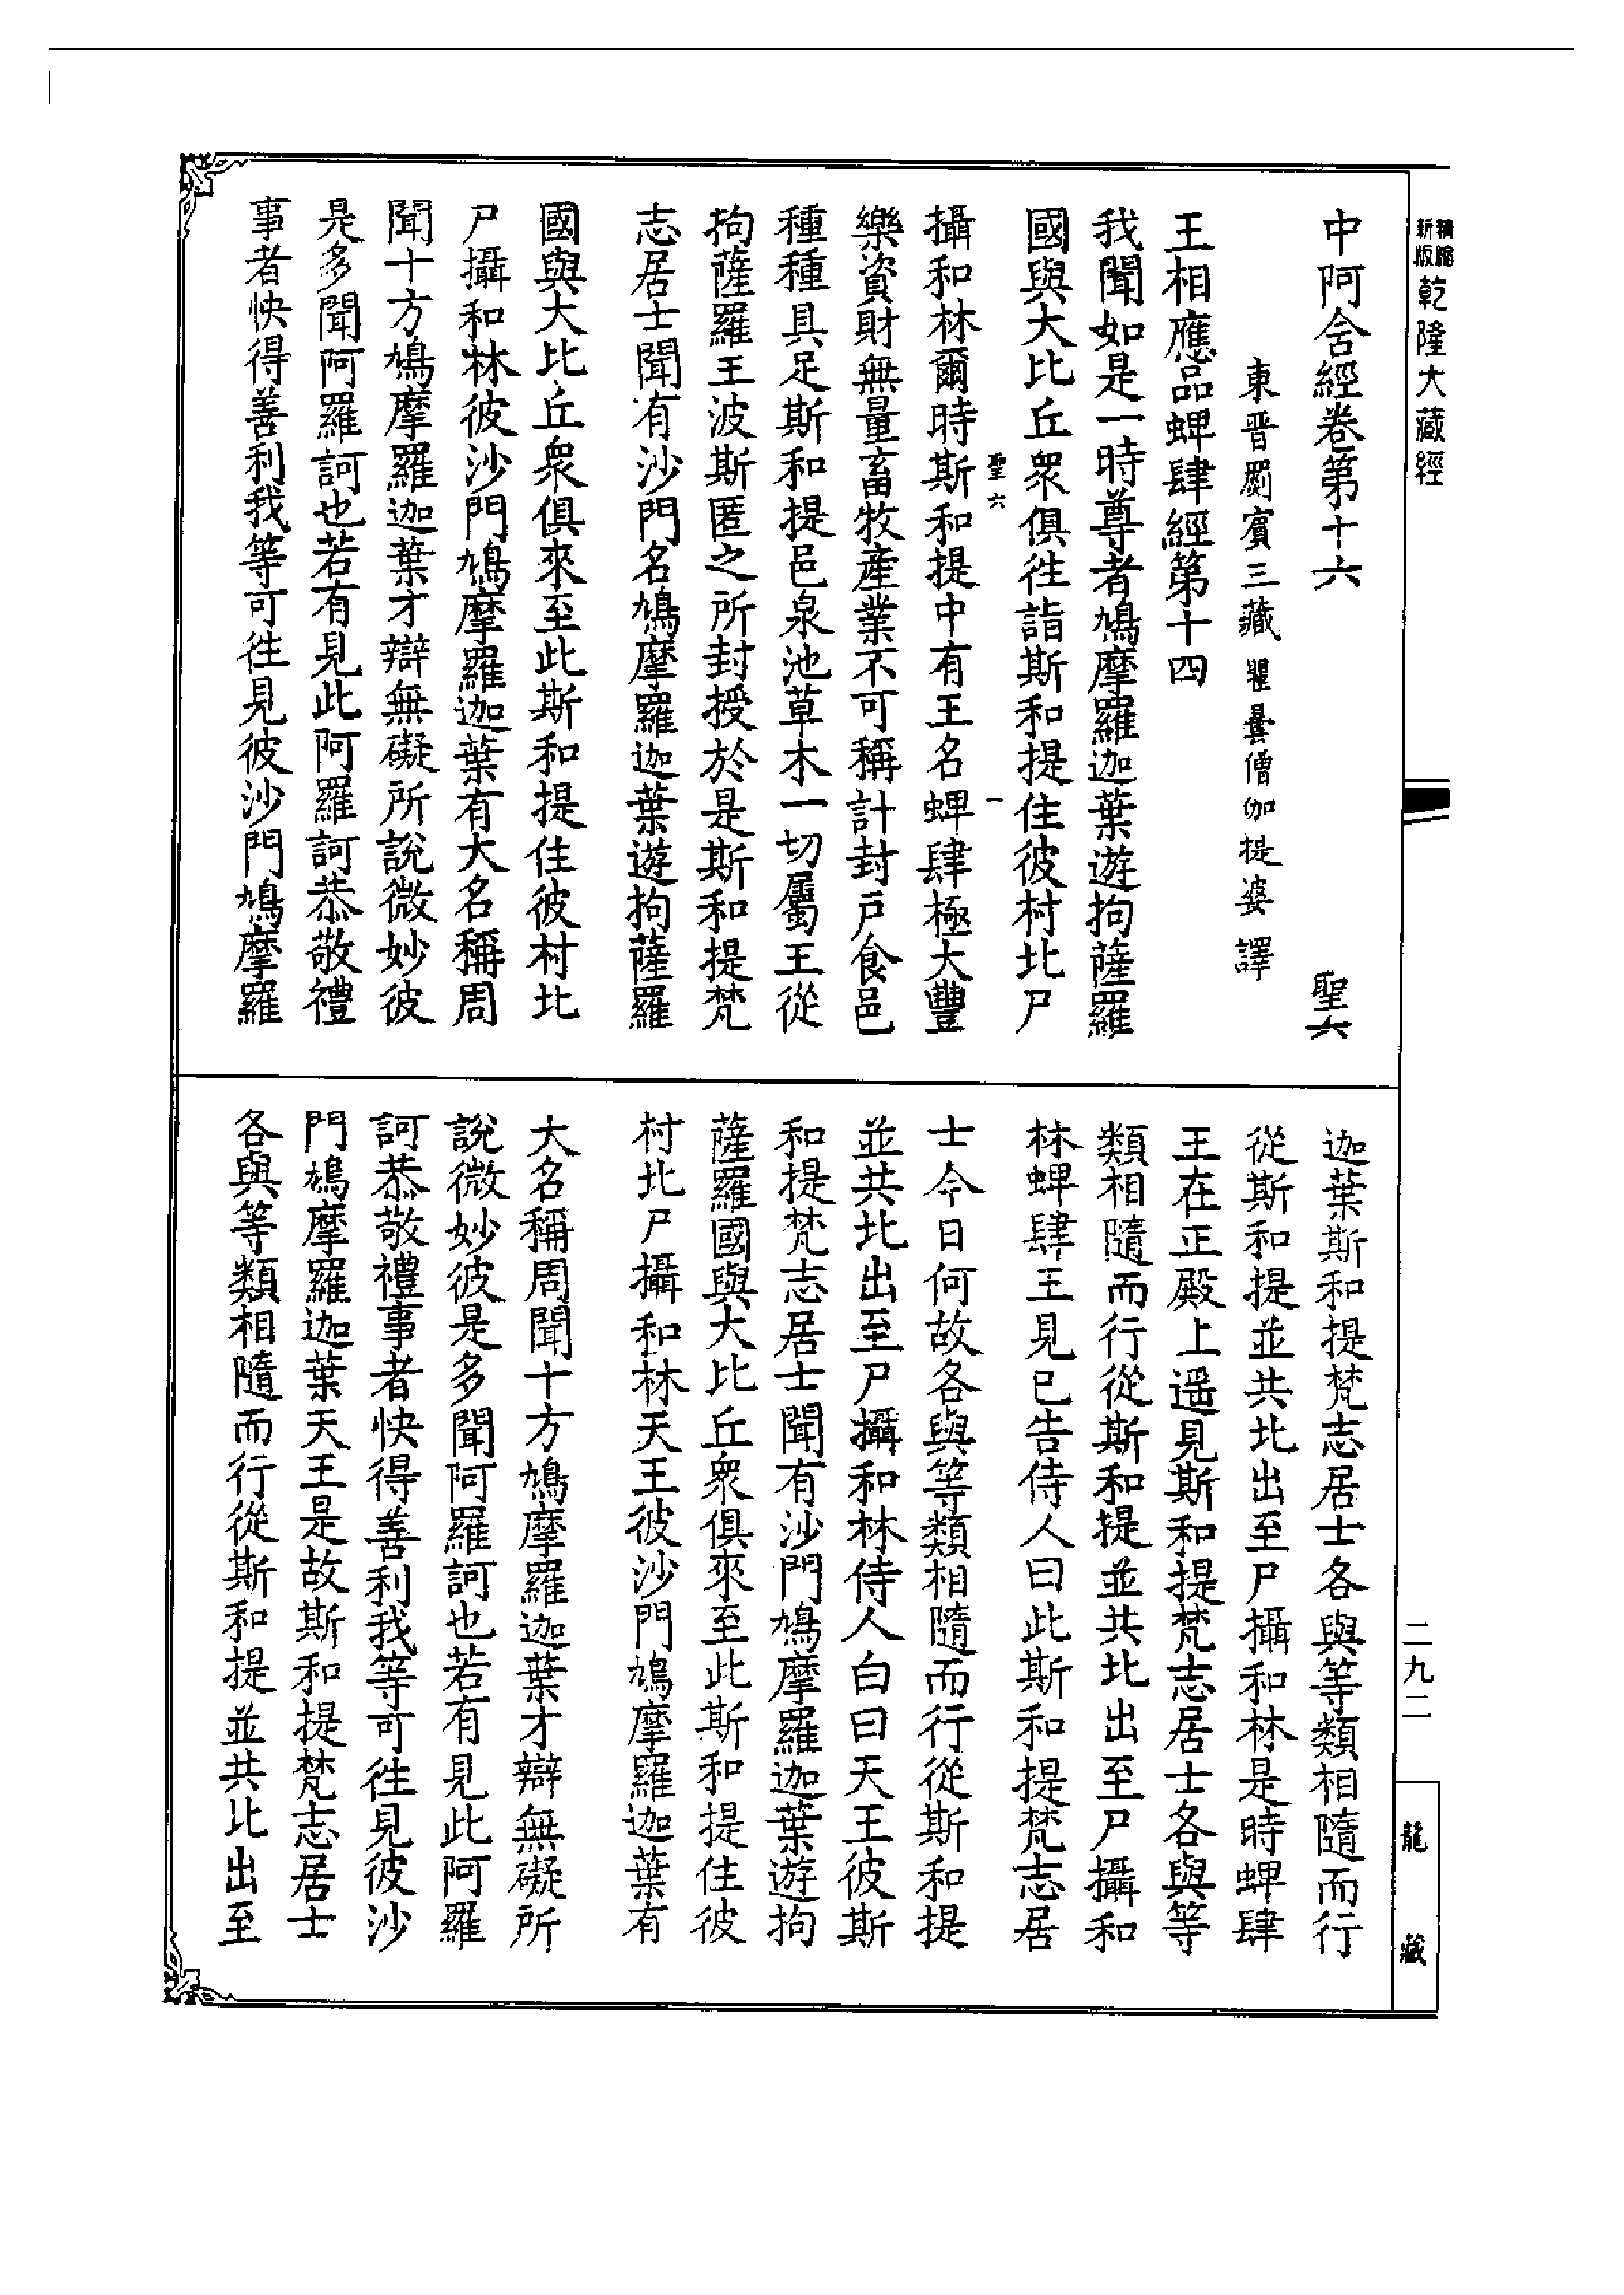 精縮
新版
乾隆大藏經
二九二
龍藏
中阿含經卷第十六 聖六
東晉罽賓三藏瞿曇僧伽提婆譯
王相應品蜱肆經第十四
我聞如是一時尊者鳩摩羅迦葉遊拘薩羅
國與大比丘眾俱往詣斯和提住彼村北尸
聖六 一
攝和林爾時斯和提中有王名蜱肆極大豐
樂資財無量畜牧產業不可稱計封戶食邑
種種具足斯和提邑泉池草木一切屬王從
拘薩羅王波斯匿之所封授於是斯和提梵
志居士聞有沙門名鳩摩羅迦葉遊拘薩羅
國與大比丘眾俱來至此斯和提住彼村北
尸攝和林彼沙門鳩摩羅迦葉有大名稱周
聞十方鳩摩羅迦葉才辯無礙所說微妙彼
是多聞阿羅訶也若有見此阿羅訶恭敬禮
事者快得善利我等可往見彼沙門鳩摩羅
迦葉斯和提梵志居士各與等類相隨而行
從斯和提並共北出至尸攝和林是時蜱肆
王在正殿上遥見斯和提梵志居士各與等
類相隨而行從斯和提並共北出至尸攝和
林蜱肆王見已告侍人曰此斯和提梵志居
士今日何故各與等類相隨而行從斯和提
並共北出至尸攝和林侍人白曰天王彼斯
和提梵志居士聞有沙門鳩摩羅迦葉遊拘
薩羅國與大比丘眾俱來至此斯和提住彼
村北尸攝和林天王彼沙門鳩摩羅迦葉有
大名稱周聞十方鳩摩羅迦葉才辯無礙所
說微妙彼是多聞阿羅訶也若有見此阿羅
訶恭敬禮事者快得善利我等可往見彼沙
門鳩摩羅迦葉天王是故斯和提梵志居士
各與等類相隨而行從斯和提並共北出至